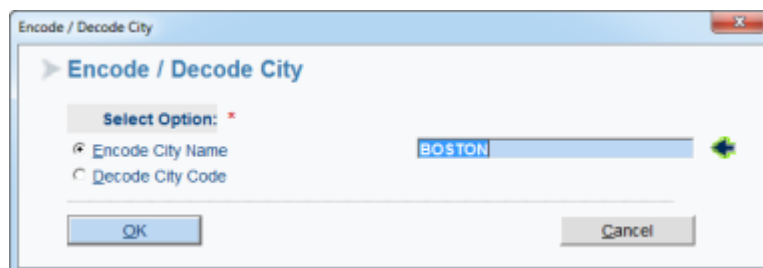 Encode / Decode City
Encode / Decode City
Select Option: *
Encode City Name
BOSTON
Decode City Code
OK
Cancel